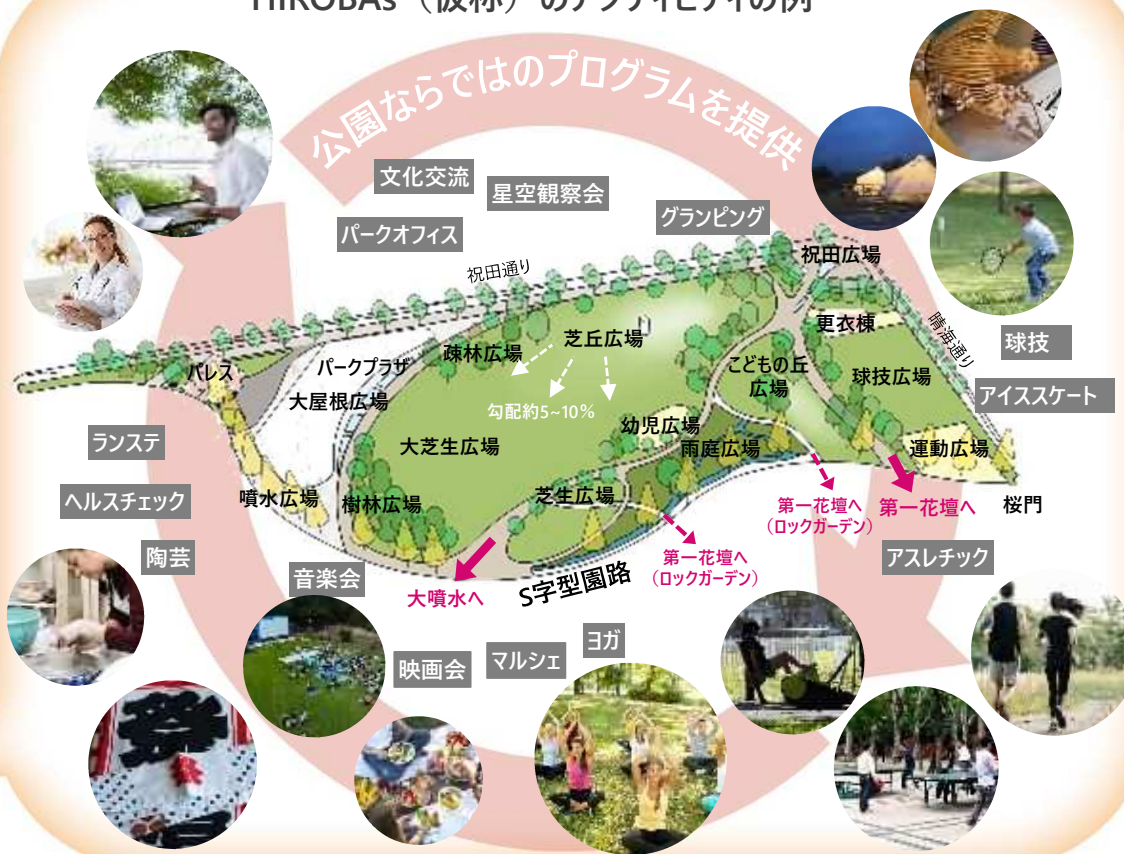 HIROBAs（仮称）のアクティビティの例
公園ならではのプログラムを提供
文化交流
星空観察会
グランピング
パークオフィス
祝田通り
祝田広場
晴海通り
更衣棟
球技
疎林広場
芝丘広場
パークプラザ
バレス
こどもの丘
広場
球技広場
アイススケート
大屋根広場
勾配約5~10%
幼児広場
ランステ
大芝生広場
雨庭広場
運動広場
ヘルスチェック
噴水広場
樹林広場
芝生広場
第一花壇へ
（ロックガーデン）
第一花壇へ
桜門
陶芸
第一花壇へ
（ロックガーデン）
アスレチック
音楽会
大噴水へ
S字型園路
映画会
マルシェ
ヨガ